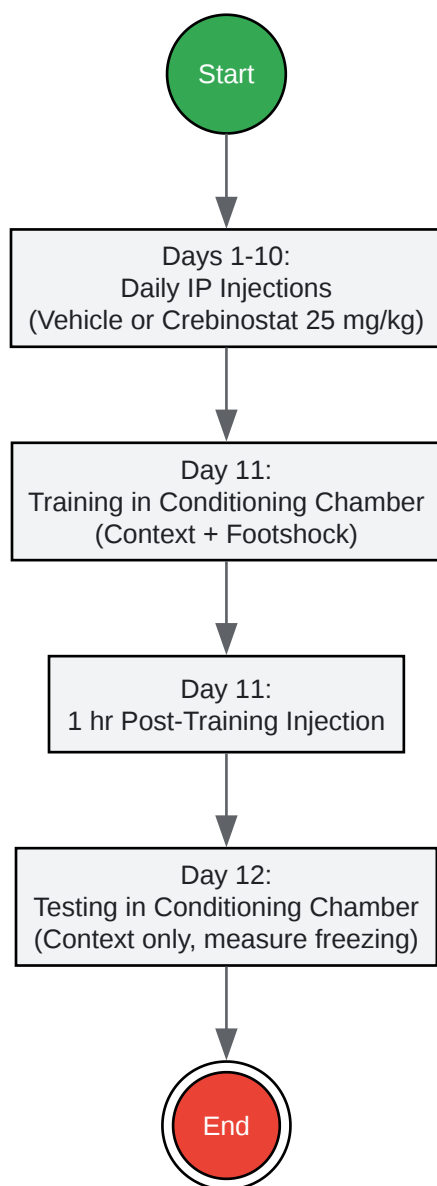 Start
Days 1-10:
Daily IP Injections
(Vehicle or Crebinostat 25 mg/kg)
Day 11:
Training in Conditioning Chamber
(Context + Footshock)
Day 11:
1 hr Post-Training Injection
Day 12:
Testing in Conditioning Chamber
(Context only, measure freezing)
End